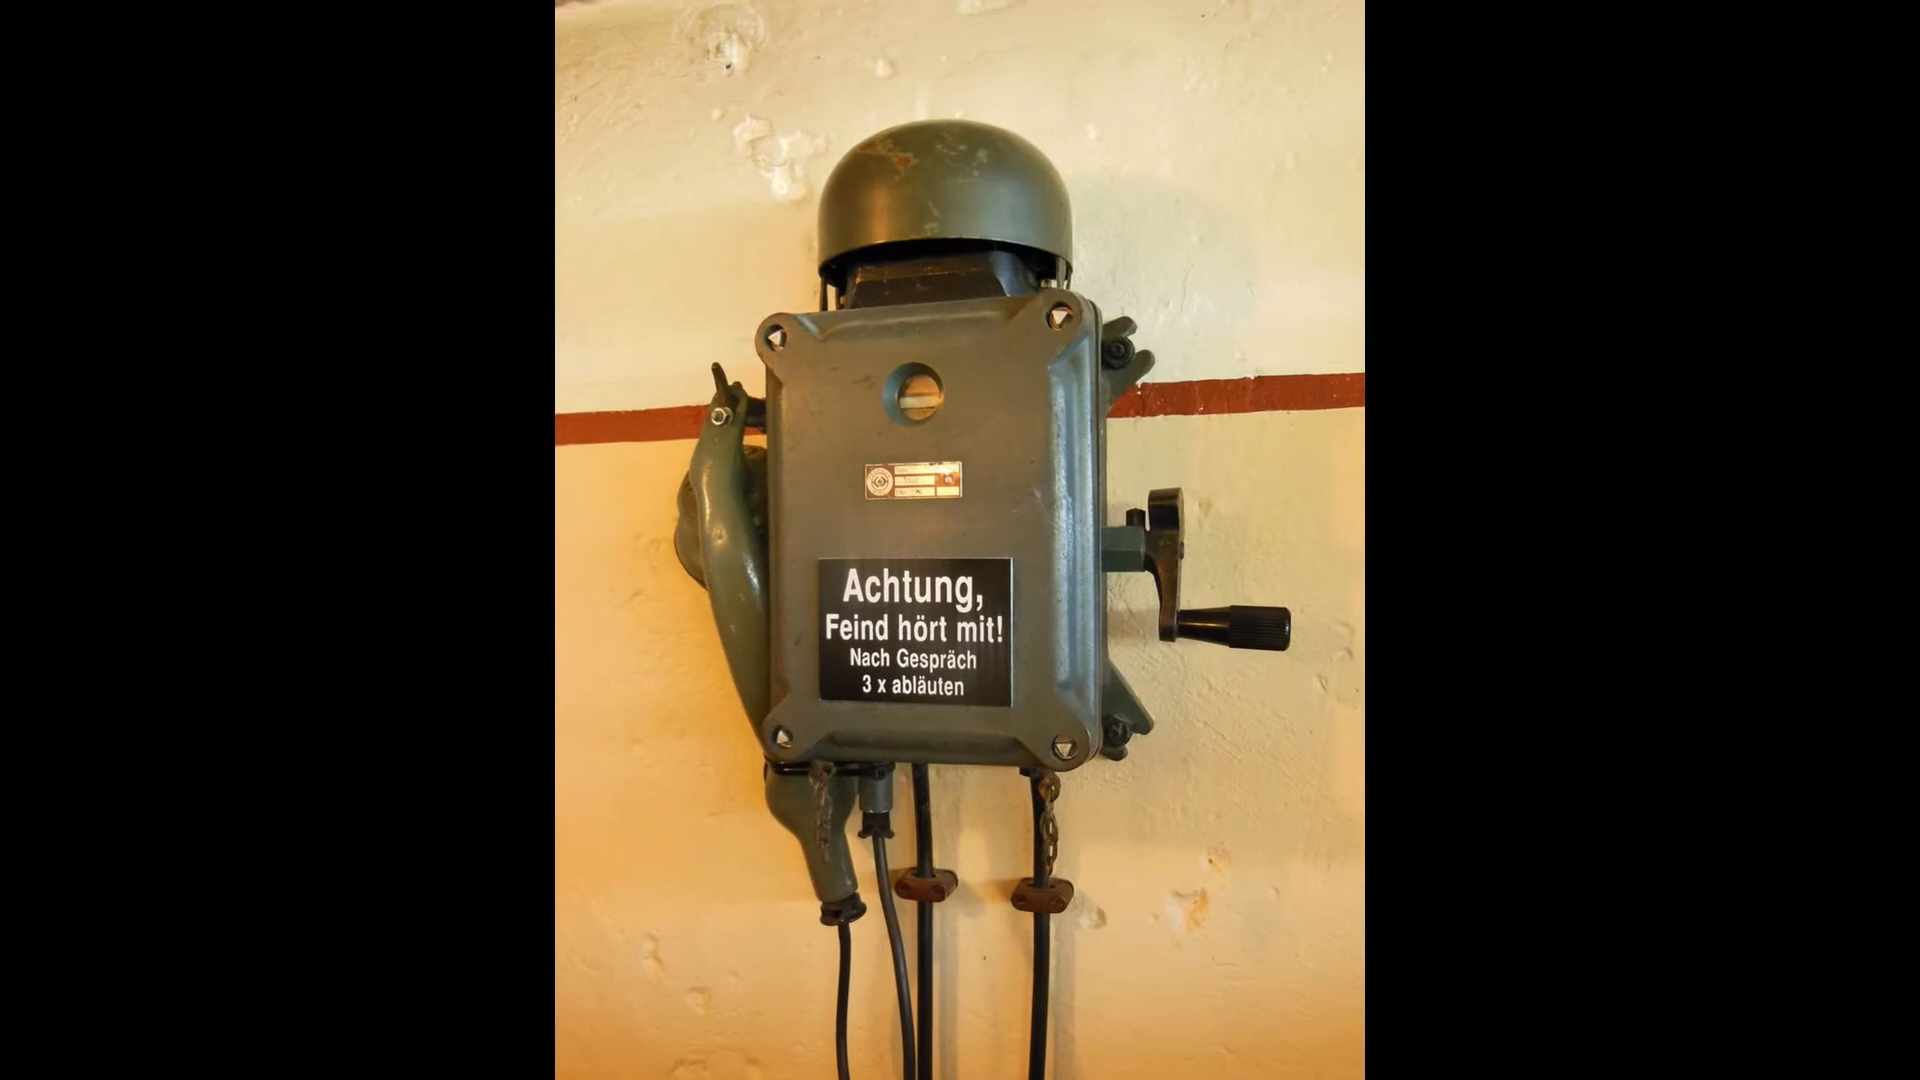 Achtung,
Feind hört mit!
Nach Gespräch
3 x abläuten